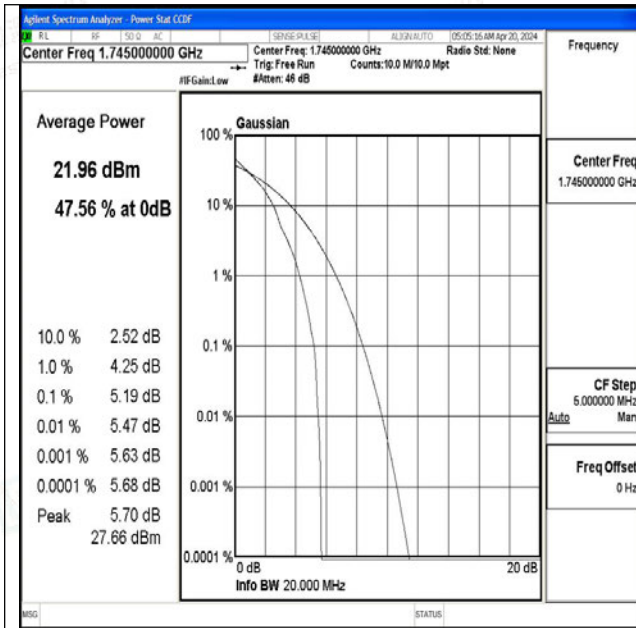 Agilent Spectrum Analyzer - Power Stat CCDF
RL RF 50 Ω AC SENSE:PULSE ALIGNAUTO 05:05:16 AM Apr 20, 2024
Center Freq 1.745000000 GHz
Center Freq: 1.745000000 GHz Radio Std: None
Trig: Free Run Counts:10.0 M/10.0 Mpt
#IFGain:Low #Atten: 46 dB
Average Power
21.96 dBm
47.56 % at 0dB
10.0 % 2.52 dB
1.0 % 4.25 dB
0.1 % 5.19 dB
0.01 % 5.47 dB
0.001 % 5.63 dB
0.0001 % 5.68 dB
Peak 5.70 dB
27.66 dBm
Gaussian
100 %
10 %
1 %
0.1 %
0.01 %
0.001 %
0.0001 %
0 dB 20 dB
Info BW 20.000 MHz
Frequency
Center Freq
1.745000000 GHz
CF Step
5.000000 MHz
Auto Man
Freq Offset
0 Hz
MSG STATUS